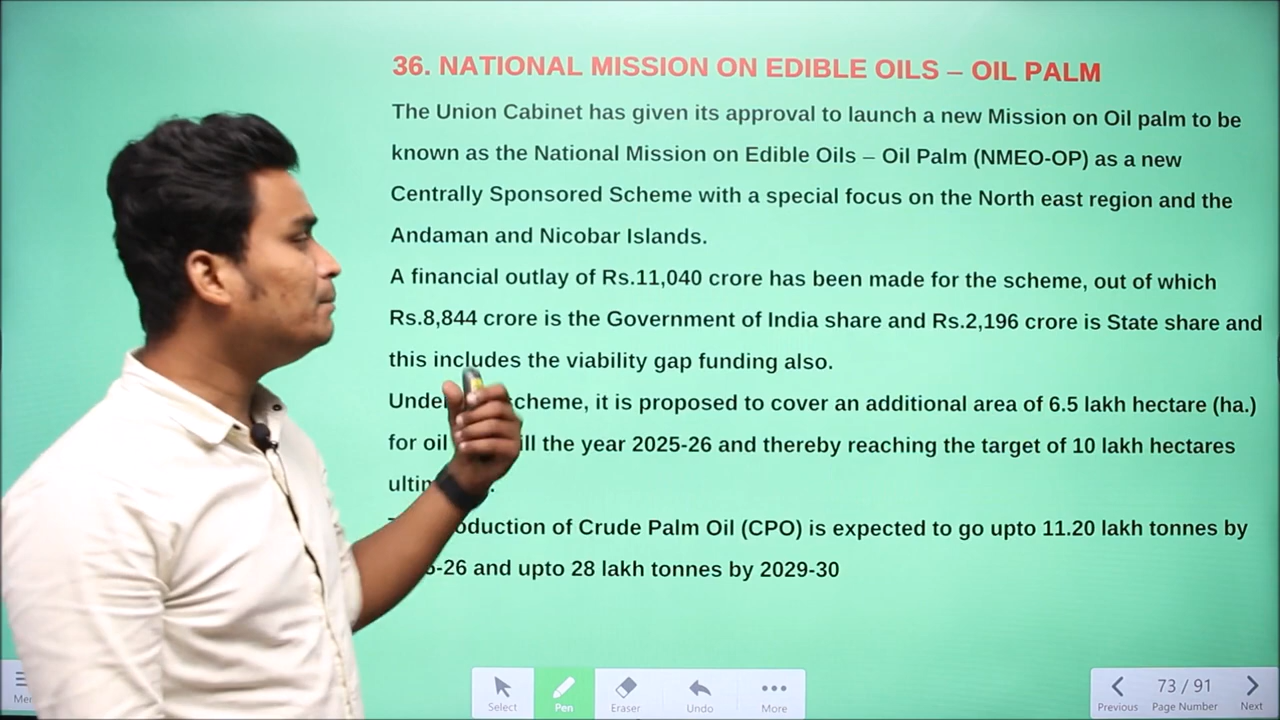 36. NATIONAL MISSION ON EDIBLE OILS – OIL PALM
The Union Cabinet has given its approval to launch a new Mission on Oil palm to be
known as the National Mission on Edible Oils – Oil Palm (NMEO-OP) as a new
Centrally Sponsored Scheme with a special focus on the North east region and the
Andaman and Nicobar Islands.
A financial outlay of Rs.11,040 crore has been made for the scheme, out of which
Rs.8,844 crore is the Government of India share and Rs.2,196 crore is State share and
this includes the viability gap funding also.
scheme, it is proposed to cover an additional area of 6.5 lakh hectare (ha.)
for oil the year 2025-26 and thereby reaching the target of 10 lakh hectares
of Crude Palm Oil (CPO) is expected to go upto 11.20 lakh tonnes by
and upto 28 lakh tonnes by 2029-30
Select Pen Eraser Undo More
73 / 91
Previous Page Number Next